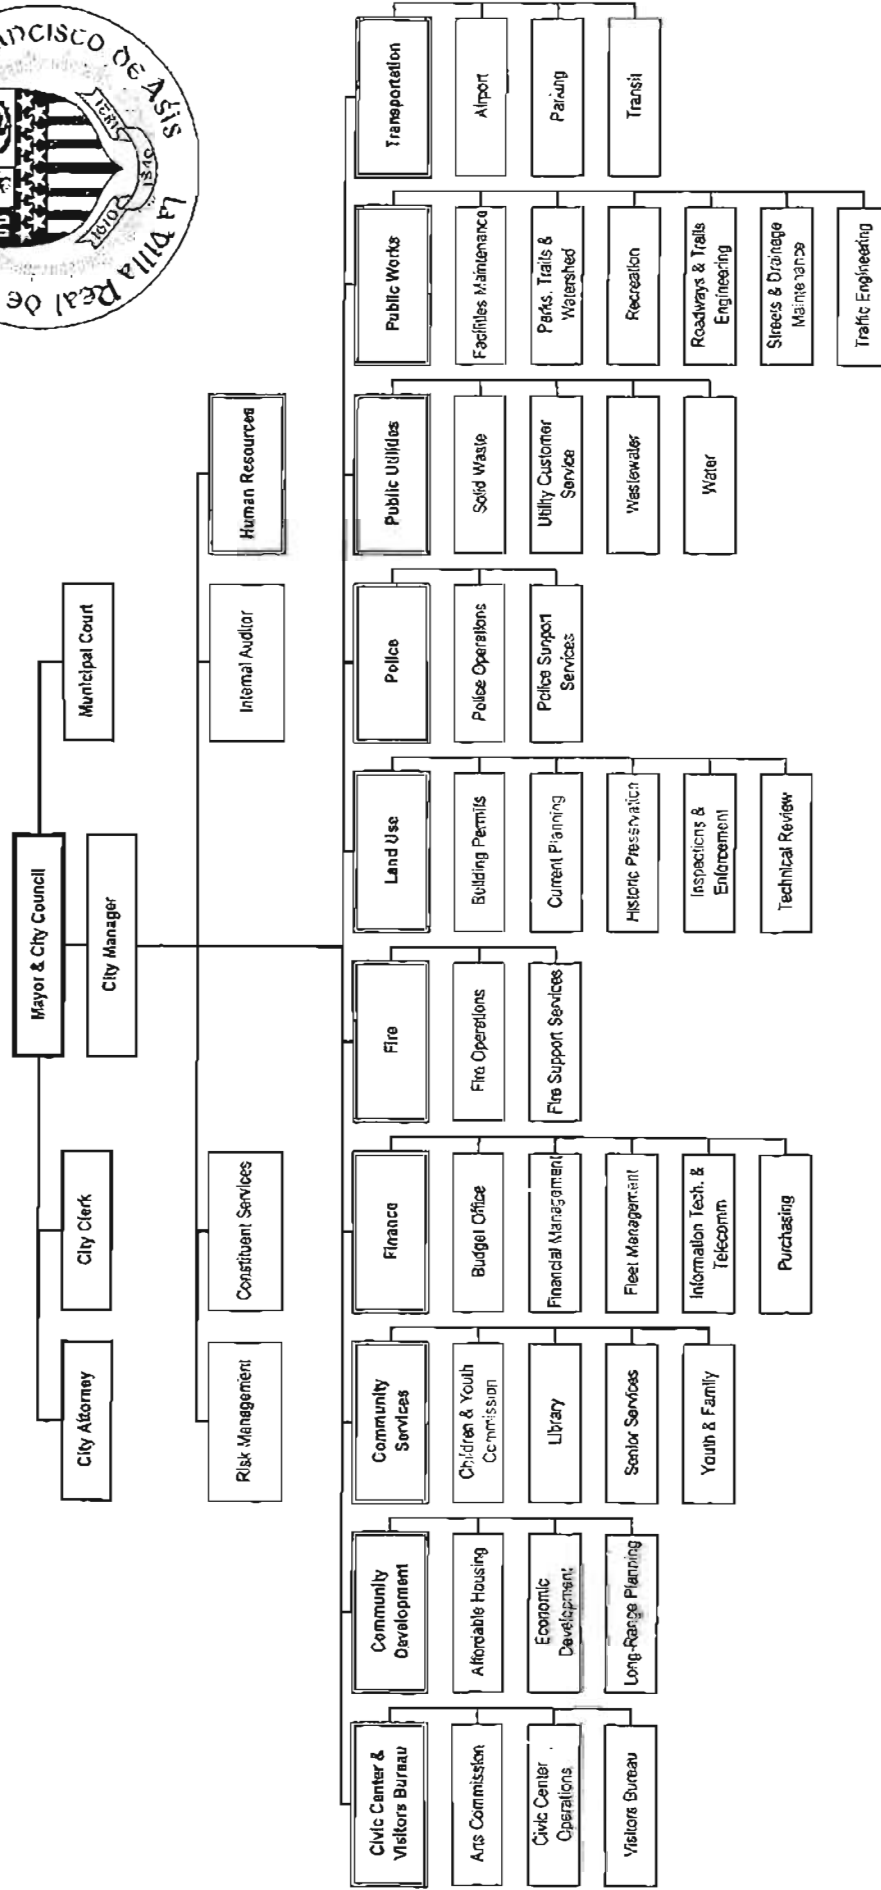 ancisco de Asis
La Villa Real de
1821
1846
1610
Mayor & City Council
City Attorney
City Clerk
Municipal Court
City Manager
Risk Management
Constituent Services
Internal Auditor
Human Resources
Civic Center &
Visitors Bureau
Arts Commission
Civic Center
Operations
Visitors Bureau
Community
Development
Affordable Housing
Economic
Development
Long-Range Planning
Community
Services
Children & Youth
Commission
Library
Senior Services
Youth & Family
Finance
Budget Office
Financial Management
Fleet Management
Information Tech. &
Telecomm
Purchasing
Fire
Fire Operations
Fire Support Services
Land Use
Building Permits
Current Planning
Historic Preservation
Inspections &
Enforcement
Technical Review
Police
Police Operations
Police Support
Services
Public Utilities
Solid Waste
Utility Customer
Service
Wastewater
Water
Public Works
Facilities Maintenance
Parks, Trails &
Watershed
Recreation
Roadways & Trails
Engineering
Streets & Drainage
Maintenance
Traffic Engineering
Transportation
Airport
Parking
Transit